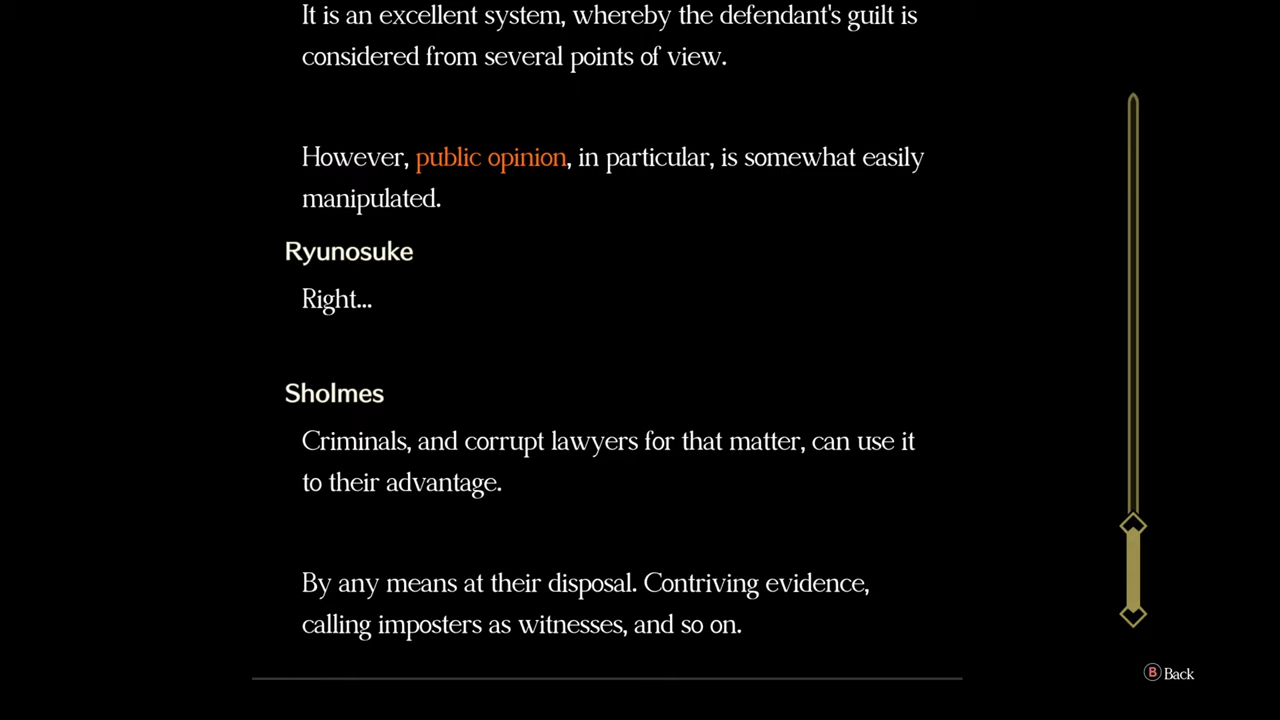 It is an excellent system, whereby the defendant's guilt is
considered from several points of view.
However, public opinion, in particular, is somewhat easily
manipulated.
Ryunosuke
Right...
Sholmes
Criminals, and corrupt lawyers for that matter, can use it
to their advantage.
By any means at their disposal. Contriving evidence,
calling imposters as witnesses, and so on.
B Back